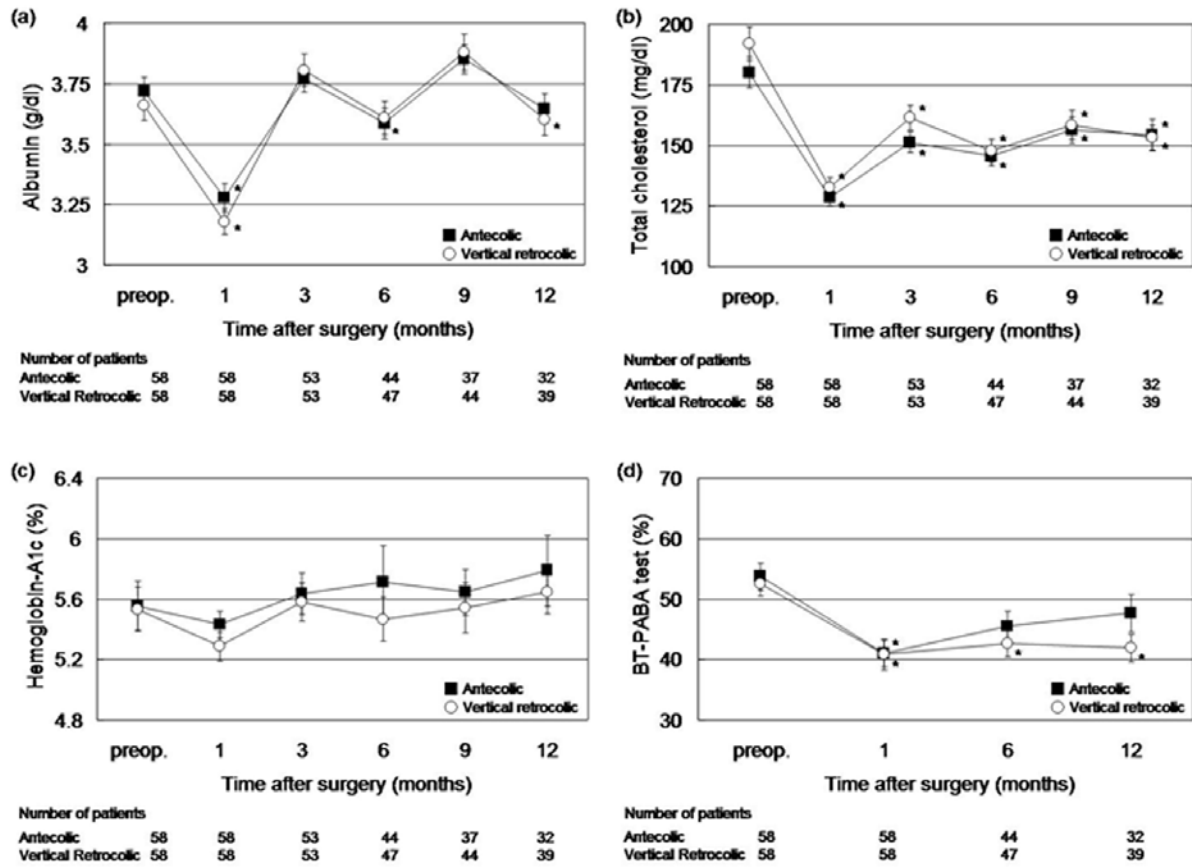 (a)
Albumin (g/dl)
4
3.75
3.5
3.25
3
* * * *
Antecolic
Vertical retrocolic
preop. 1 3 6 9 12
Time after surgery (months)
Number of patients
Antecolic 58 58 53 44 37 32
Vertical Retrocolic 58 58 53 47 44 39
(b)
Total cholesterol (mg/dl)
200
175
150
125
100
* * * * * * * * * *
Antecolic
Vertical retrocolic
preop. 1 3 6 9 12
Time after surgery (months)
Number of patients
Antecolic 58 58 53 44 37 32
Vertical Retrocolic 58 58 53 47 44 39
(c)
Hemoglobin-A1c (%)
6.4
6
5.6
5.2
4.8
Antecolic
Vertical retrocolic
preop. 1 3 6 9 12
Time after surgery (months)
Number of patients
Antecolic 58 58 53 44 37 32
Vertical Retrocolic 58 58 53 47 44 39
(d)
BT-PABA test (%)
70
60
50
40
30
* * * *
Antecolic
Vertical retrocolic
preop. 1 6 12
Time after surgery (months)
Number of patients
Antecolic 58 58 44 32
Vertical Retrocolic 58 58 47 39